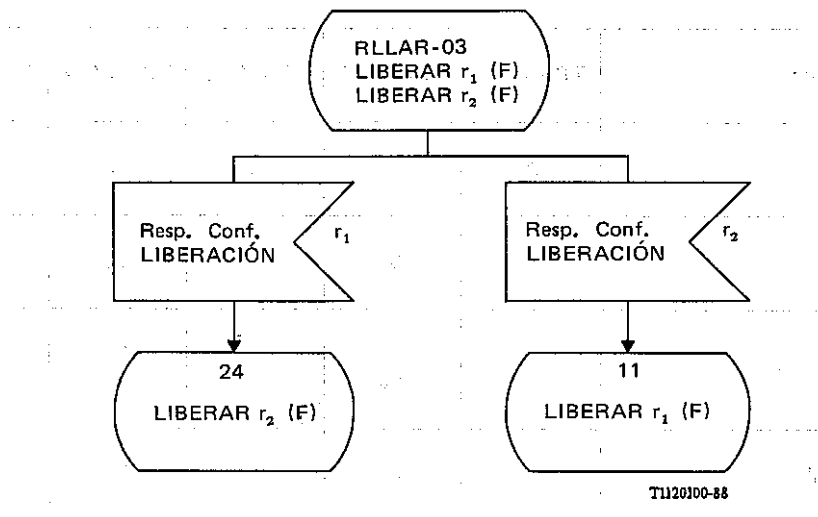 RLLAR-03
LIBERAR r₁ (F)
LIBERAR r₂ (F)
Resp. Conf.
LIBERACIÓN
r₁
Resp. Conf.
LIBERACIÓN
r₂
24
LIBERAR r₂ (F)
11
LIBERAR r₁ (F)
T1120100-88